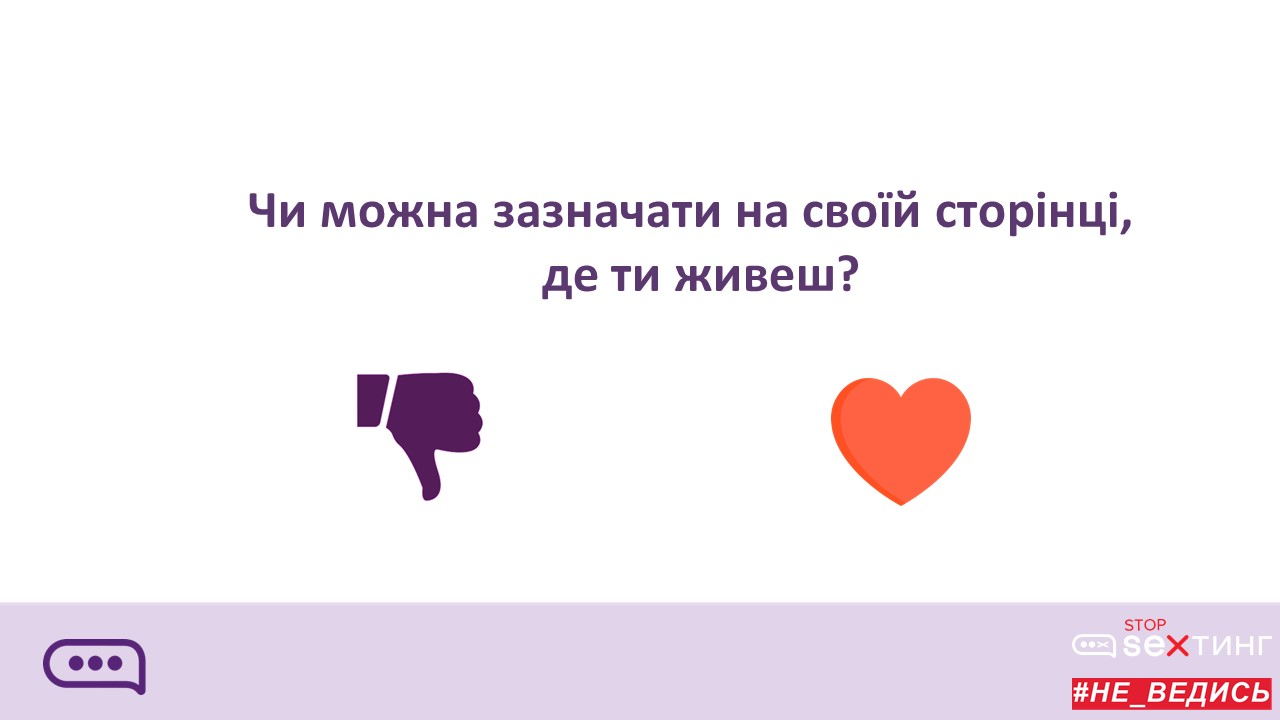 Чи можна зазначати на своїй сторінці,
де ти живеш?
STOP
sexТИНГ
#НЕ_ВЕДИСЬ